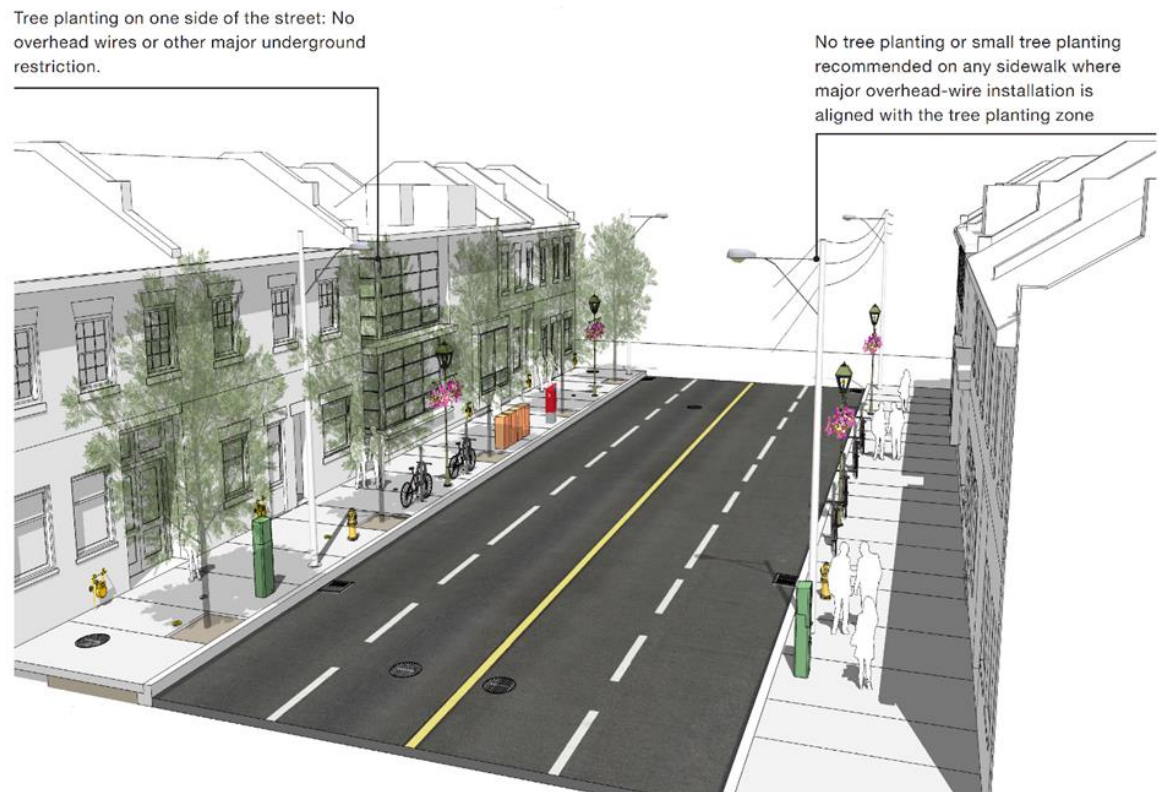 Tree planting on one side of the street: No
overhead wires or other major underground
restriction.
No tree planting or small tree planting
recommended on any sidewalk where
major overhead-wire installation is
aligned with the tree planting zone